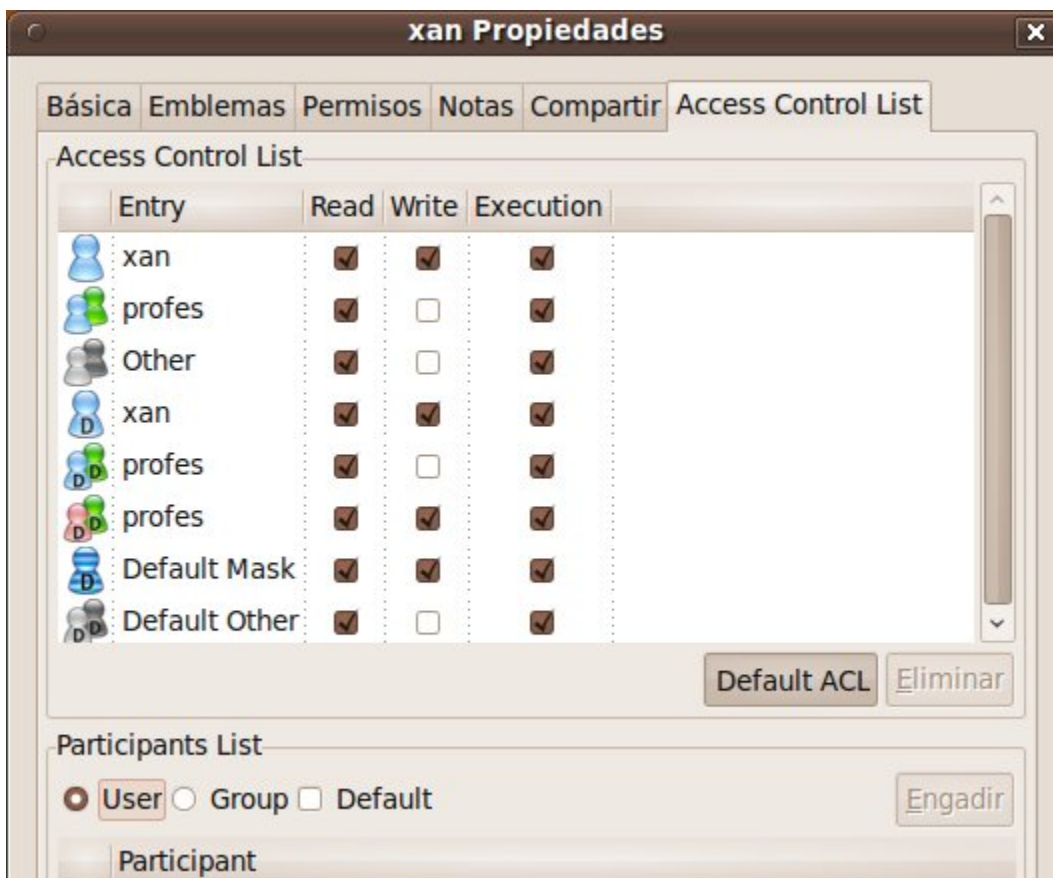 xan Propiedades
Básica Emblemas Permisos Notas Compartir Access Control List
Access Control List
Entry Read Write Execution
xan
profes
Other
D xan
D D profes
D D profes
D Default Mask
D D Default Other
Default ACL Eliminar
Participants List
User Group Default Engadir
Participant